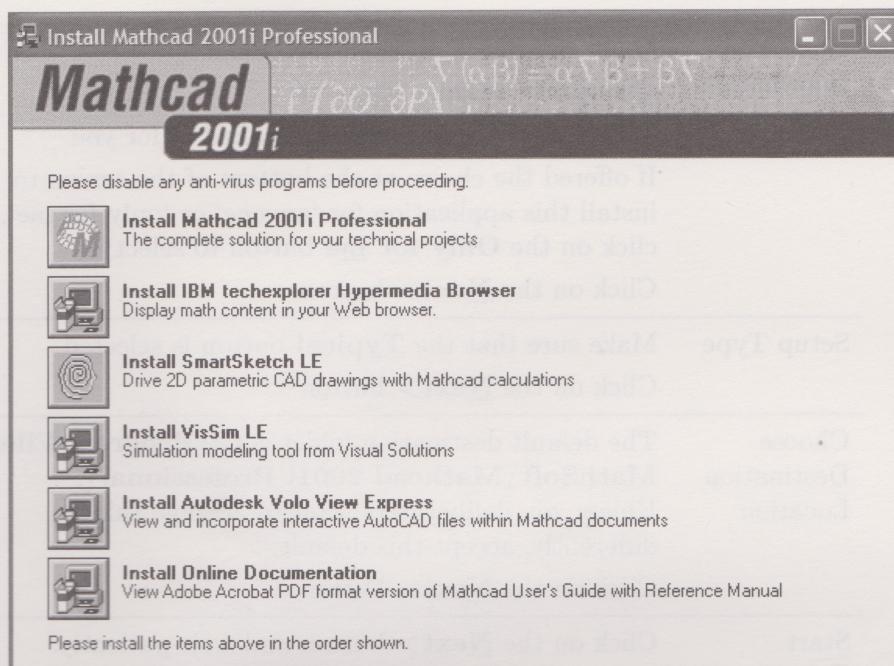 Install Mathcad 2001i Professional
Mathcad
2001i
Please disable any anti-virus programs before proceeding.
Install Mathcad 2001i Professional
The complete solution for your technical projects
Install IBM techexplorer Hypermedia Browser
Display math content in your Web browser.
Install SmartSketch LE
Drive 2D parametric CAD drawings with Mathcad calculations
Install VisSim LE
Simulation modeling tool from Visual Solutions
Install Autodesk Volo View Express
View and incorporate interactive AutoCAD files within Mathcad documents
Install Online Documentation
View Adobe Acrobat PDF format version of Mathcad User's Guide with Reference Manual
Please install the items above in the order shown.